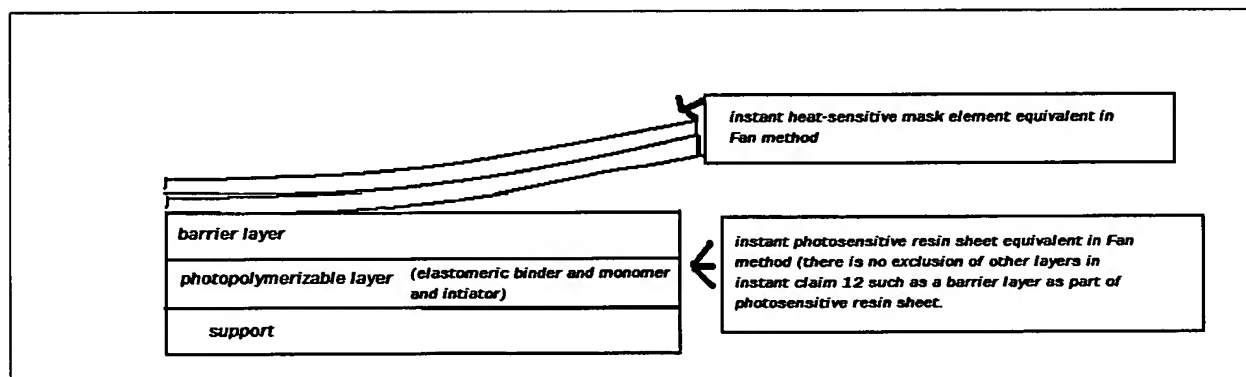 instant heat-sensitive mask element equivalent in
Fan method
barrier layer
photopolymerizable layer (elastomeric binder and monomer
and intiator)
support
instant photosensitive resin sheet equivalent in Fan
method (there is no exclusion of other layers in
instant claim 12 such as a barrier layer as part of
photosensitive resin sheet.